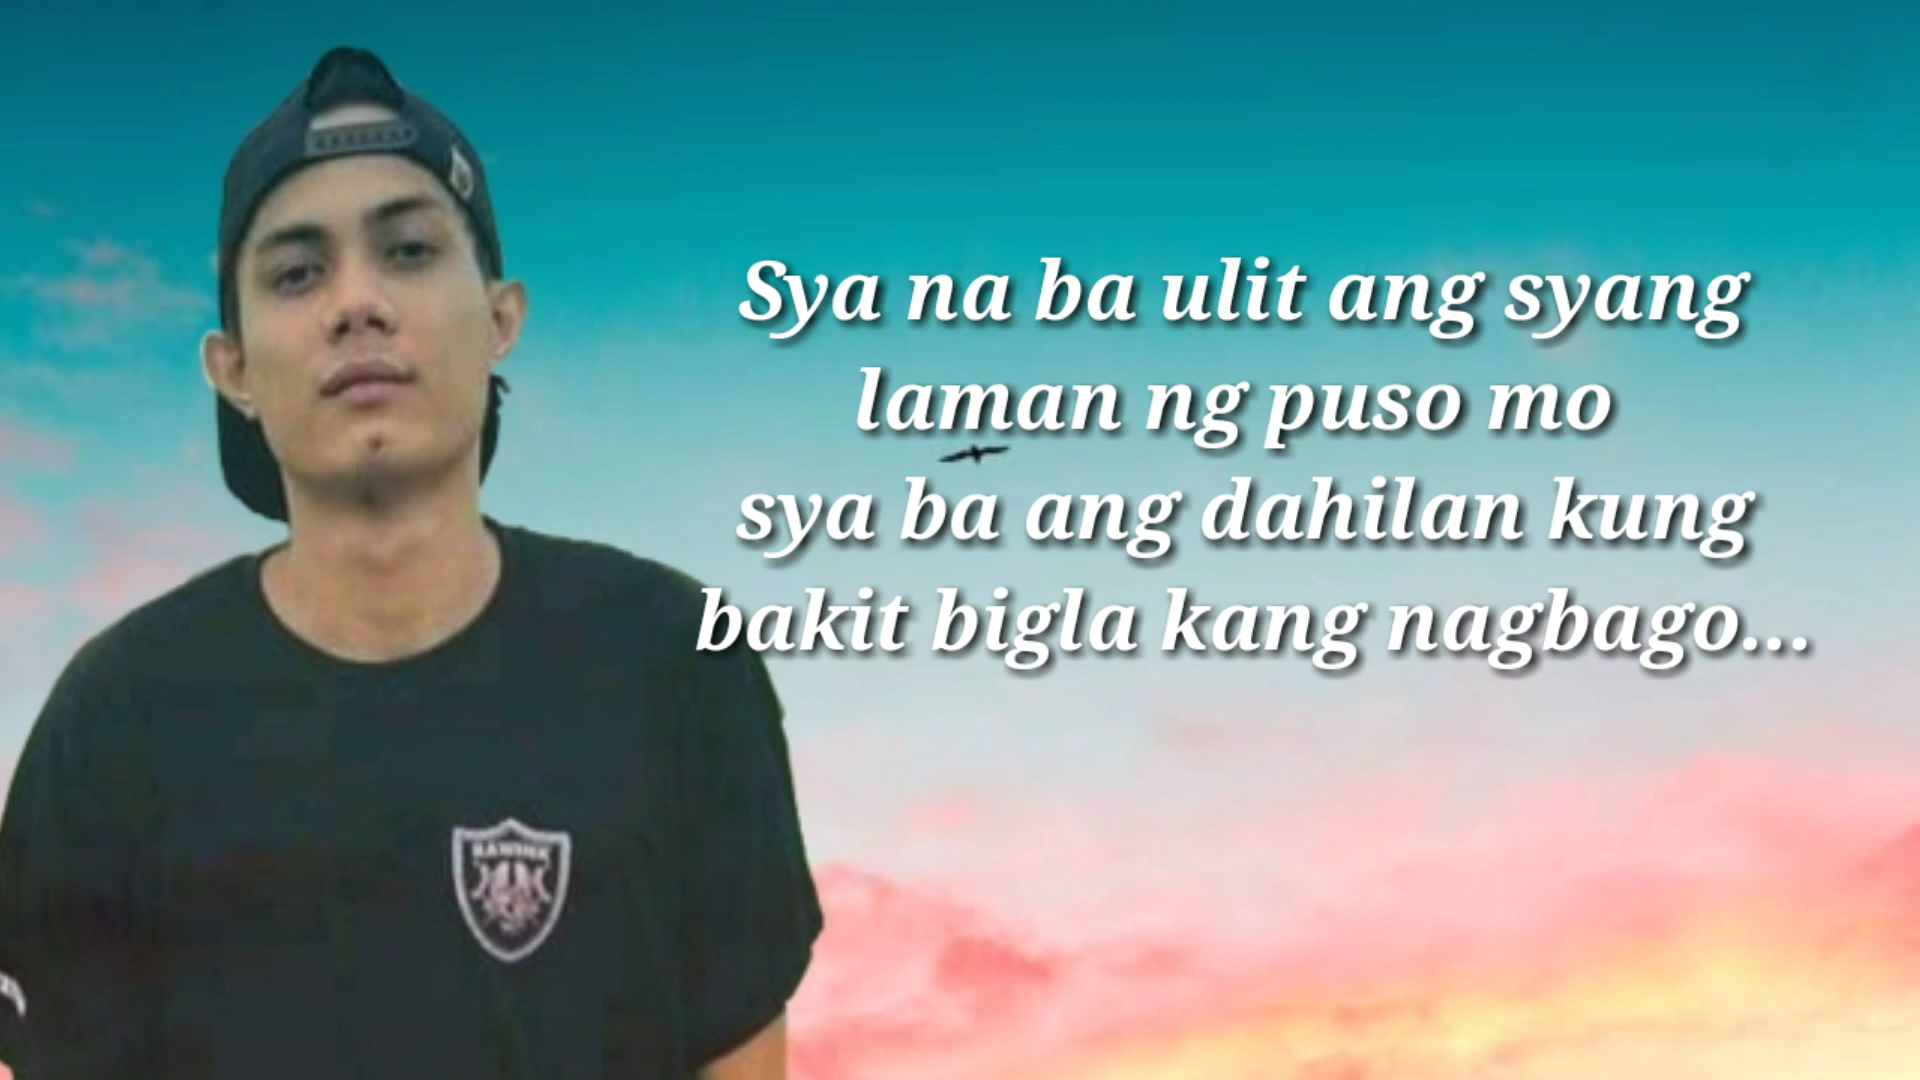 Sya na ba ulit ang syang
laman ng puso mo
sya ba ang dahilan kung
bakit bigla kang nagbago...